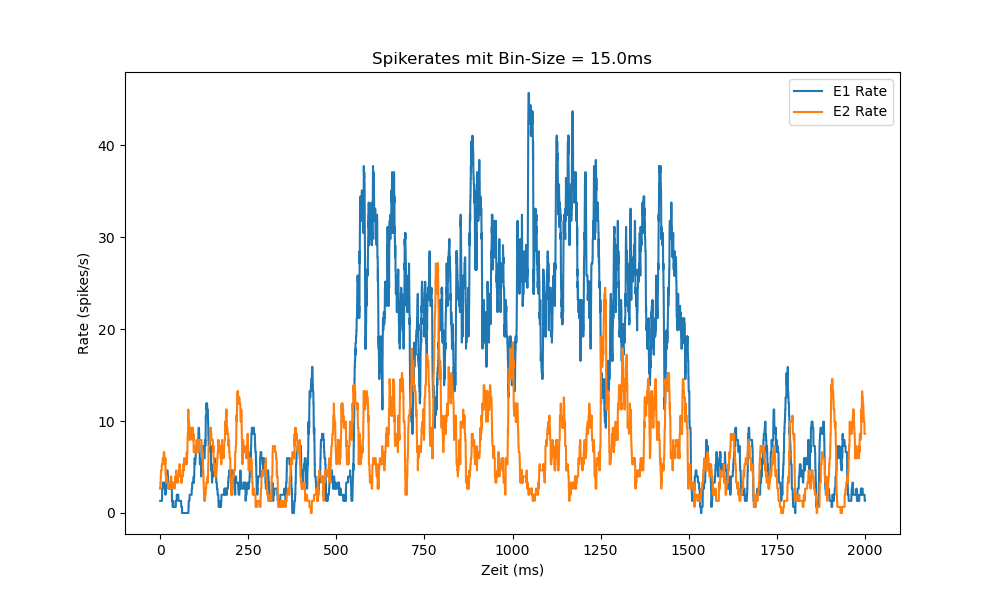 Spikerates mit Bin-Size = 15.0ms
E1 Rate
E2 Rate
40
30
20
10
0
Rate (spikes/s)
0 250 500 750 1000 1250 1500 1750 2000
Zeit (ms)